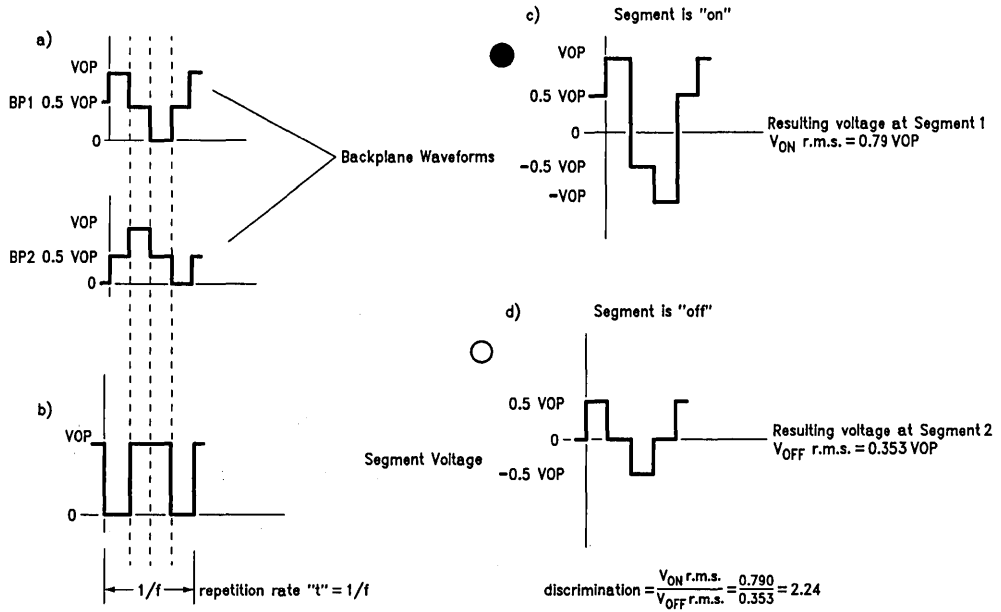 a)
VOP
BP1 0.5 VOP
0
Backplane Waveforms
VOP
BP2 0.5 VOP
0
b)
VOP
0
Segment Voltage
1/f
repetition rate "t" = 1/f
c)
Segment is "on"
VOP
0.5 VOP
0
-0.5 VOP
-VOP
Resulting voltage at Segment 1
VON r.m.s. = 0.79 VOP
d)
Segment is "off"
0.5 VOP
0
-0.5 VOP
Resulting voltage at Segment 2
VOFF r.m.s. = 0.353 VOP
discrimination = VON r.m.s. / VOFF r.m.s. = 0.790 / 0.353 = 2.24